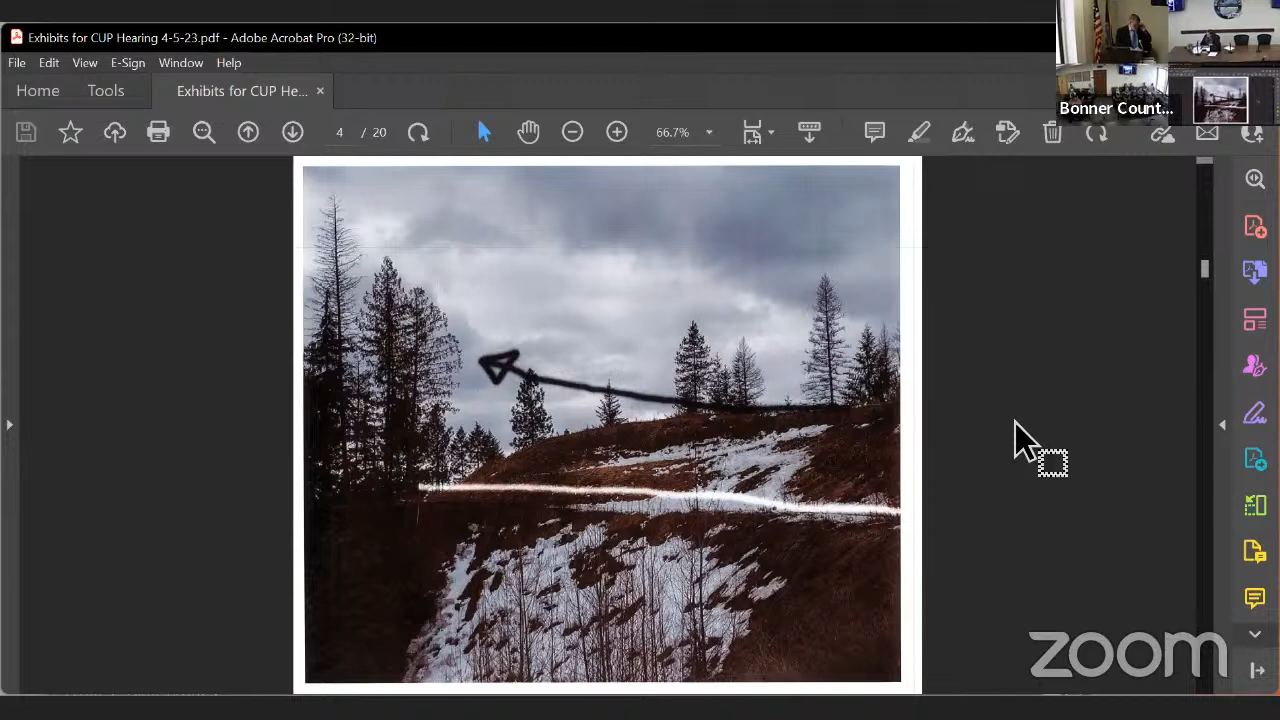 Exhibits for CUP Hearing 4-5-23.pdf - Adobe Acrobat Pro (32-bit)
File Edit View E-Sign Window Help
Home Tools Exhibits for CUP He... ×
4 / 20 66.7%
Bonner Count...
zoom